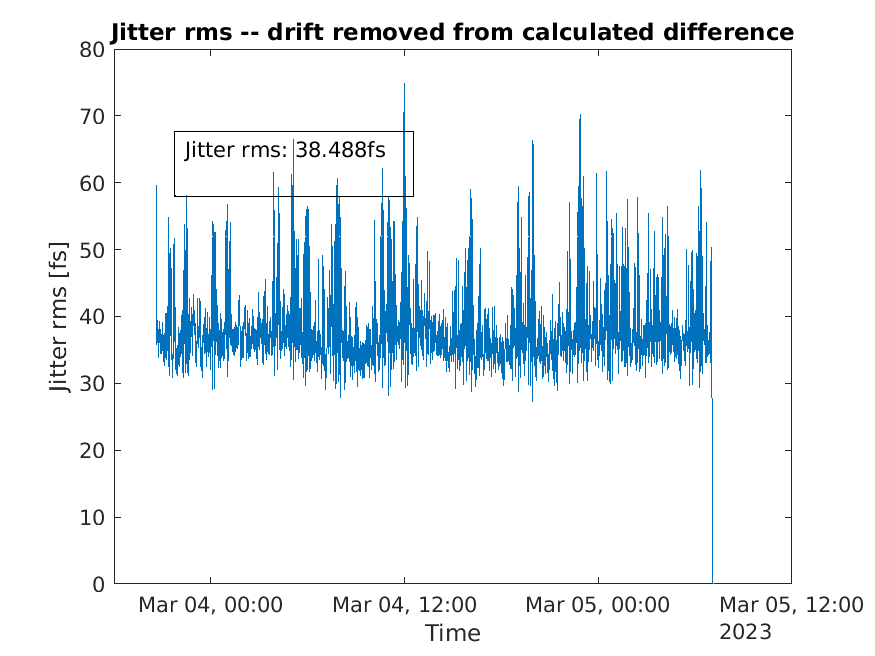 Jitter rms -- drift removed from calculated difference
80
70
60
50
40
30
20
10
0
Jitter rms [fs]
Jitter rms: 38.488fs
Mar 04, 00:00
Mar 04, 12:00
Mar 05, 00:00
Mar 05, 12:00
2023
Time